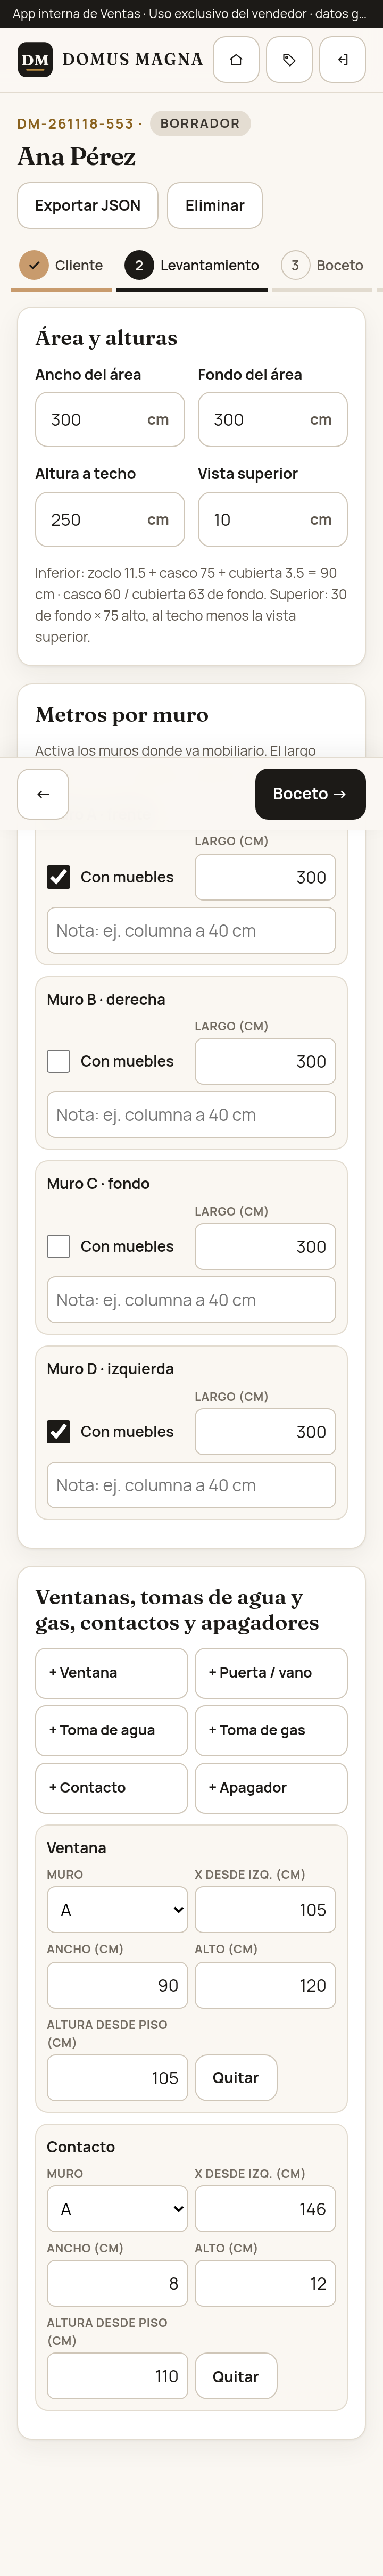 App interna de Ventas · Uso exclusivo del vendedor · datos g…
DM DOMUS MAGNA
DM-261118-553 · BORRADOR
Ana Pérez
Exportar JSON Eliminar
Cliente 2 Levantamiento 3 Boceto
Área y alturas
Ancho del área Fondo del área
300 cm 300 cm
Altura a techo Vista superior
250 cm 10 cm
Inferior: zoclo 11.5 + casco 75 + cubierta 3.5 = 90
cm · casco 60 / cubierta 63 de fondo. Superior: 30
de fondo × 75 alto, al techo menos la vista
superior.
Metros por muro
Activa los muros donde va mobiliario. El largo
← Boceto →
LARGO (CM)
Con muebles 300
Nota: ej. columna a 40 cm
Muro B · derecha
LARGO (CM)
Con muebles 300
Nota: ej. columna a 40 cm
Muro C · fondo
LARGO (CM)
Con muebles 300
Nota: ej. columna a 40 cm
Muro D · izquierda
LARGO (CM)
Con muebles 300
Nota: ej. columna a 40 cm
Ventanas, tomas de agua y
gas, contactos y apagadores
+ Ventana + Puerta / vano
+ Toma de agua + Toma de gas
+ Contacto + Apagador
Ventana
MURO X DESDE IZQ. (CM)
A 105
ANCHO (CM) ALTO (CM)
90 120
ALTURA DESDE PISO
(CM)
105 Quitar
Contacto
MURO X DESDE IZQ. (CM)
A 146
ANCHO (CM) ALTO (CM)
8 12
ALTURA DESDE PISO
(CM)
110 Quitar